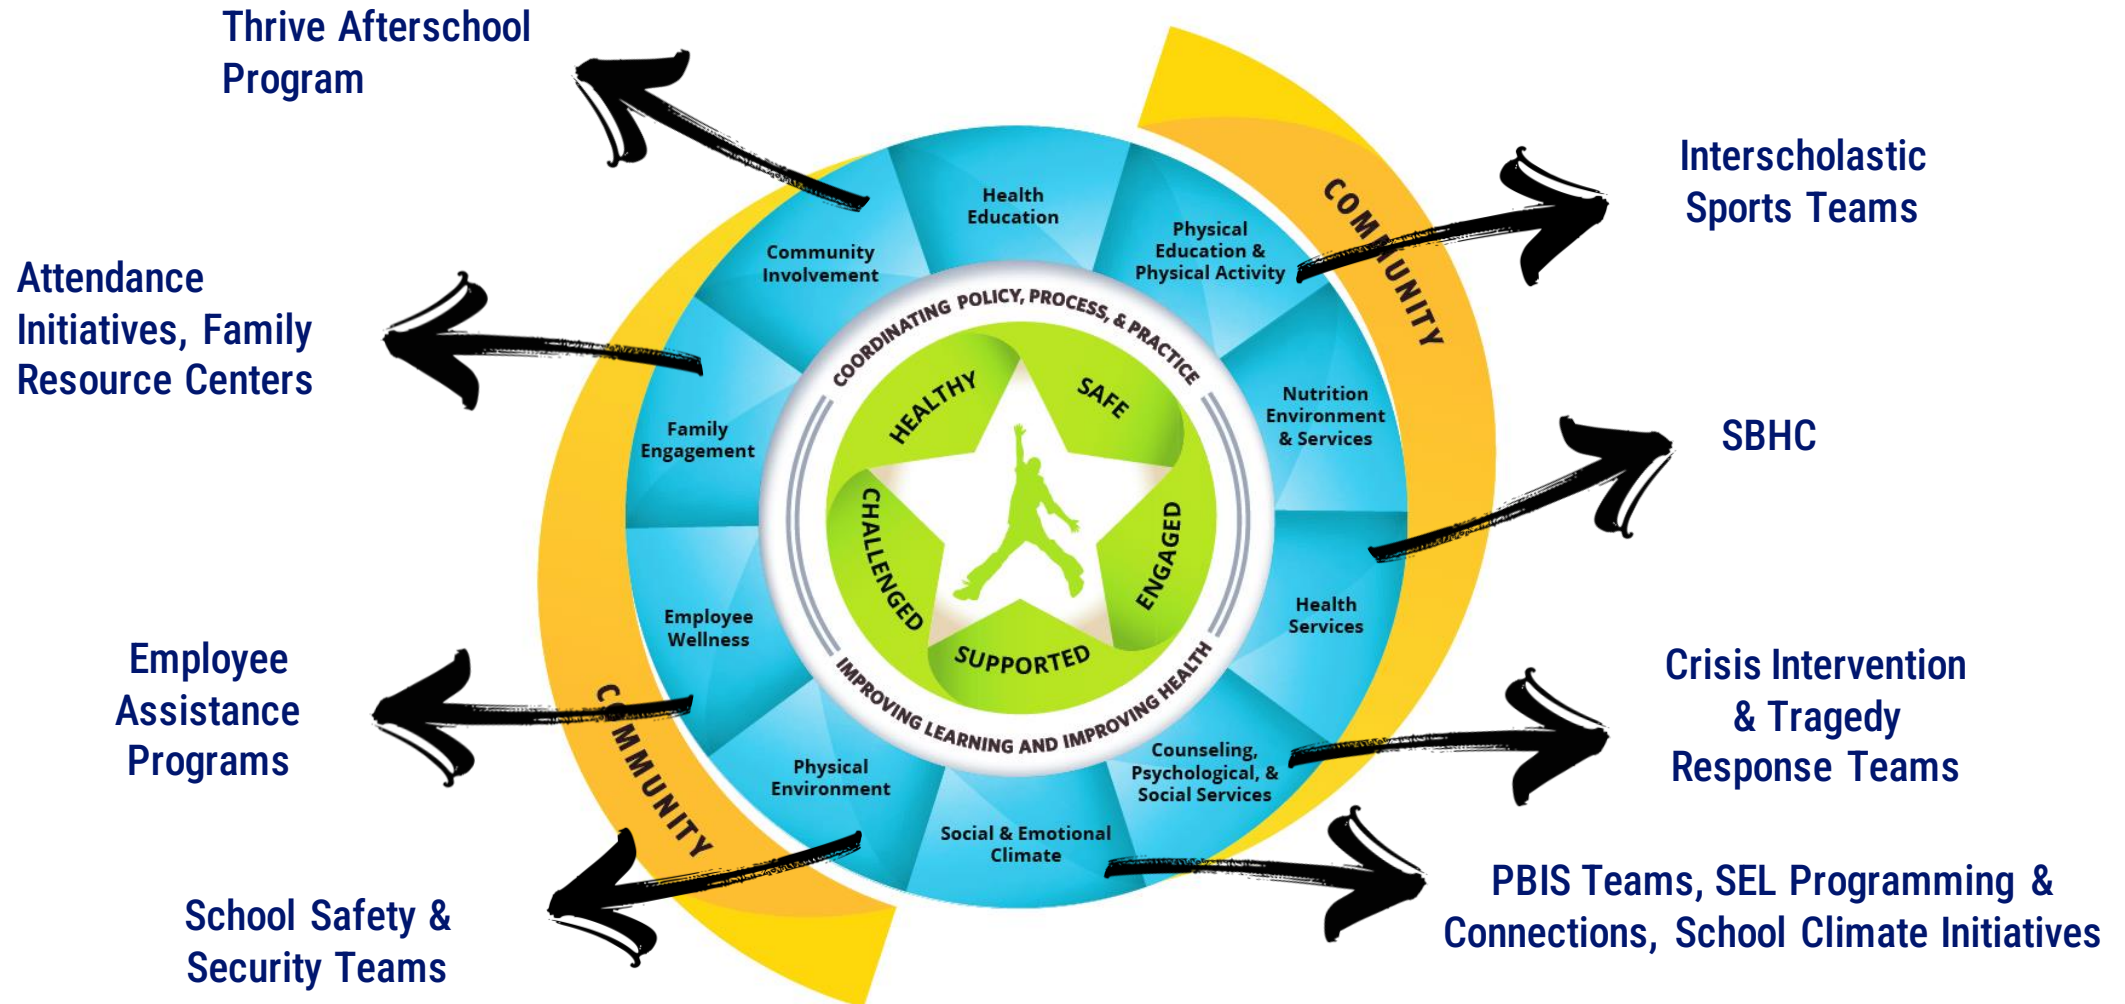 Thrive Afterschool
Program
Attendance
Initiatives, Family
Resource Centers
Employee
Assistance
Programs
School Safety &
Security Teams
Interscholastic
Sports Teams
SBHC
Crisis Intervention
& Tragedy
Response Teams
PBIS Teams, SEL Programming &
Connections, School Climate Initiatives
COMMUNITY
COMMUNITY
Health
Education
Physical
Education &
Physical Activity
Nutrition
Environment
& Services
Health
Services
Counseling,
Psychological, &
Social Services
Social & Emotional
Climate
Physical
Environment
Employee
Wellness
Family
Engagement
Community
Involvement
COORDINATING POLICY, PROCESS, & PRACTICE
IMPROVING LEARNING AND IMPROVING HEALTH
HEALTHY
SAFE
ENGAGED
SUPPORTED
CHALLENGED